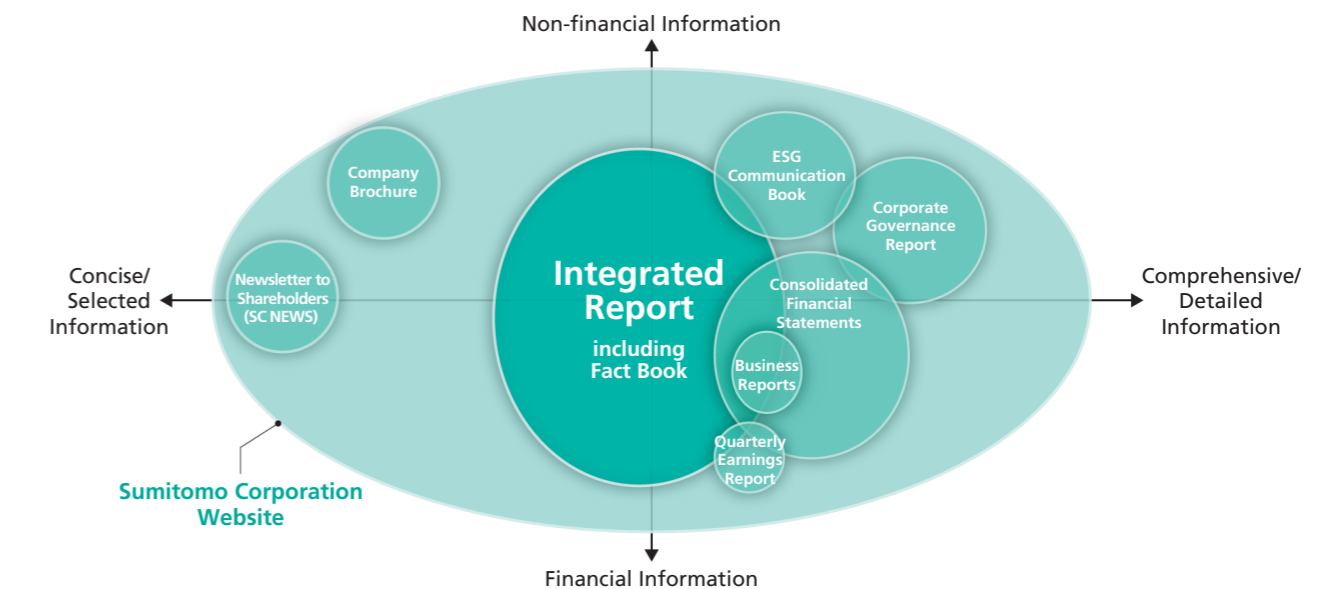 Non-financial Information
ESG
Communication
Book
Company
Brochure
Corporate
Governance
Report
Concise/
Selected
Information
Newsletter to
Shareholders
(SC NEWS)
Integrated
Report
including
Fact Book
Consolidated
Financial
Statements
Business
Reports
Quarterly
Earnings
Report
Comprehensive/
Detailed
Information
Sumitomo Corporation
Website
Financial Information